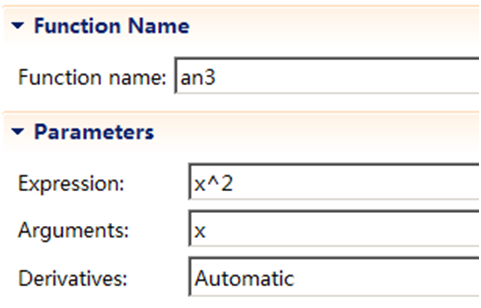 Function Name
Function name: an3
Parameters
Expression: x^2
Arguments: x
Derivatives: Automatic